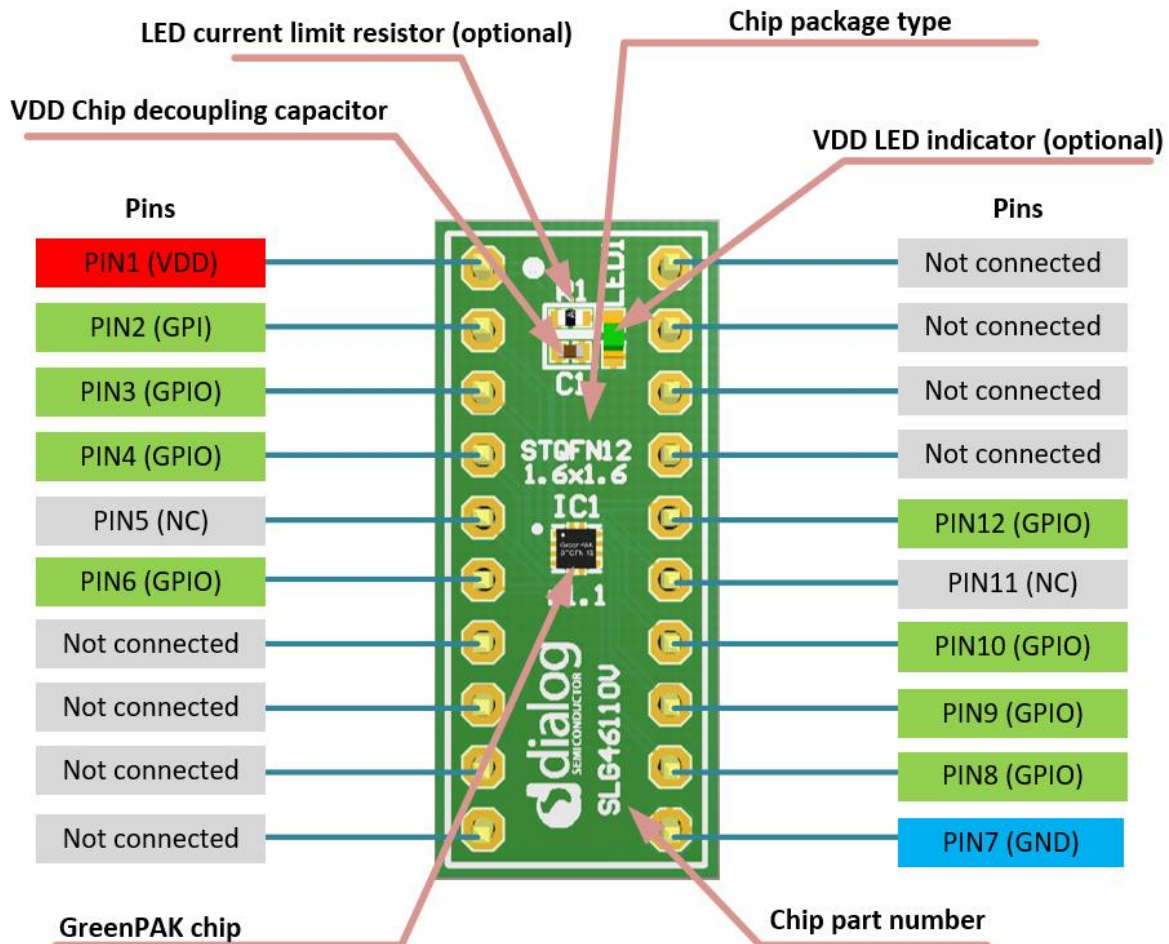 LED current limit resistor (optional)
Chip package type
VDD Chip decoupling capacitor
VDD LED indicator (optional)
Pins
Pins
PIN1 (VDD)
Not connected
PIN2 (GPI)
Not connected
PIN3 (GPIO)
Not connected
PIN4 (GPIO)
Not connected
PIN5 (NC)
PIN12 (GPIO)
PIN6 (GPIO)
PIN11 (NC)
Not connected
PIN10 (GPIO)
Not connected
PIN9 (GPIO)
Not connected
PIN8 (GPIO)
Not connected
PIN7 (GND)
R1
LED1
C1
STQFN12
1.6x1.6
IC1
GreenPAK
dialog
SEMICONDUCTOR
SLG46110V
GreenPAK chip
Chip part number